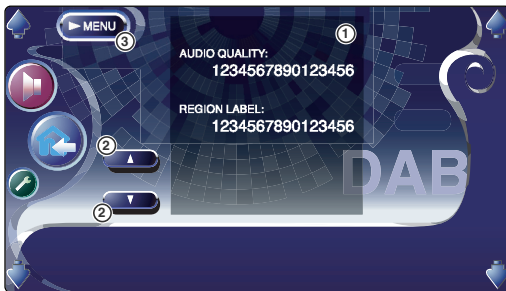 ►MENU
③
①
AUDIO QUALITY:
1234567890123456
REGION LABEL:
1234567890123456
②
▲
DAB
▼
②